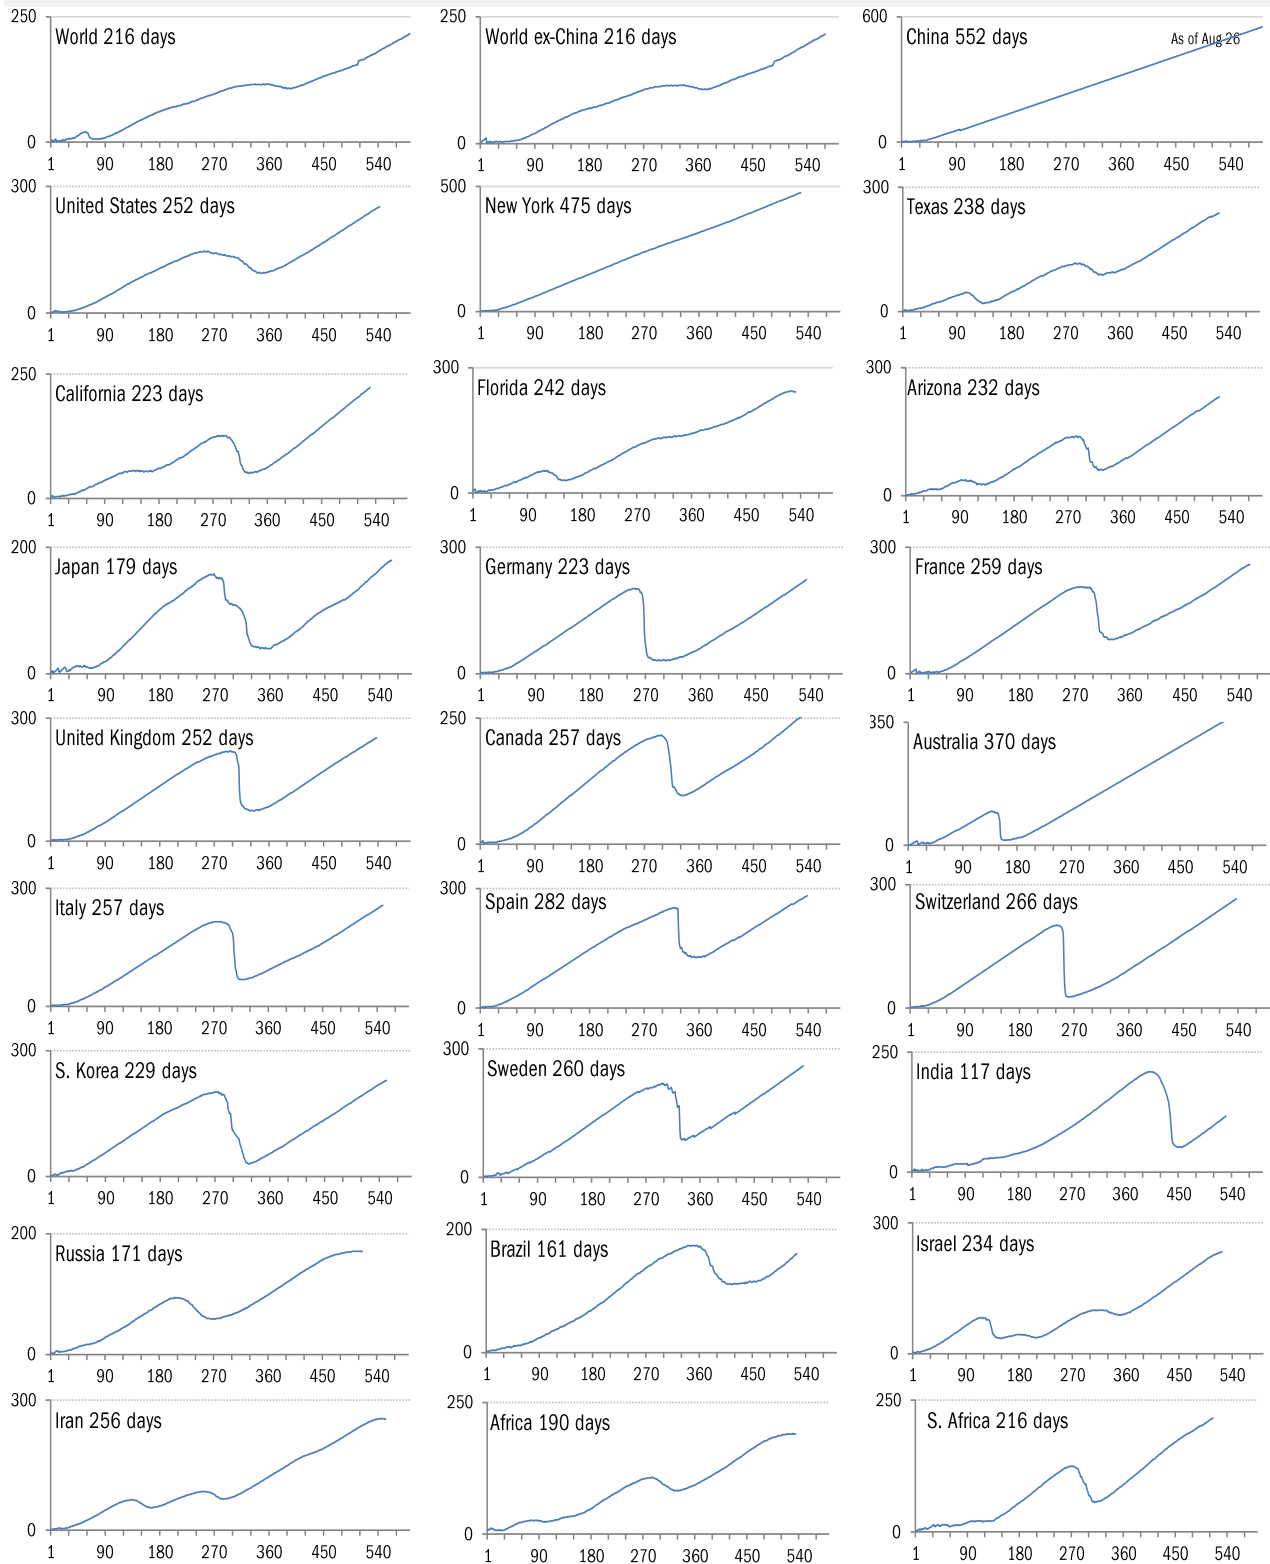 250
World 216 days
0
1 90 180 270 360 450 540
250
World ex-China 216 days
0
1 90 180 270 360 450 540
600
China 552 days
As of Aug 26
300
0
1 90 180 270 360 450 540
300
United States 252 days
0
1 90 180 270 360 450 540
500
New York 475 days
0
1 90 180 270 360 450 540
300
Texas 238 days
0
1 90 180 270 360 450 540
250
California 223 days
0
1 90 180 270 360 450 540
300
Florida 242 days
0
1 90 180 270 360 450 540
300
Arizona 232 days
0
1 90 180 270 360 450 540
200
Japan 179 days
100
0
1 90 180 270 360 450 540
300
Germany 223 days
0
1 90 180 270 360 450 540
300
France 259 days
0
1 90 180 270 360 450 540
300
United Kingdom 252 days
0
1 90 180 270 360 450 540
250
Canada 257 days
0
1 90 180 270 360 450 540
350
Australia 370 days
0
1 90 180 270 360 450 540
300
Italy 257 days
0
1 90 180 270 360 450 540
300
Spain 282 days
0
1 90 180 270 360 450 540
300
Switzerland 266 days
0
1 90 180 270 360 450 540
300
S. Korea 229 days
0
1 90 180 270 360 450 540
300
Sweden 260 days
0
1 90 180 270 360 450 540
250
India 117 days
0
1 90 180 270 360 450 540
200
Russia 171 days
0
1 90 180 270 360 450 540
200
Brazil 161 days
0
1 90 180 270 360 450 540
300
Israel 234 days
0
1 90 180 270 360 450 540
300
Iran 256 days
0
1 90 180 270 360 450 540
250
Africa 190 days
0
1 90 180 270 360 450 540
250
S. Africa 216 days
0
1 90 180 270 360 450 540